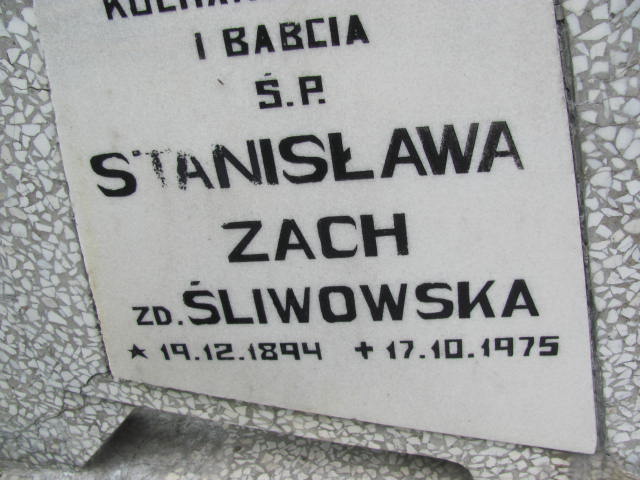 I BABCIA
Ś.P.
STANISŁAWA
ZACH
ZD. ŚLIWOWSKA
* 19.12.1894 + 17.10.1975